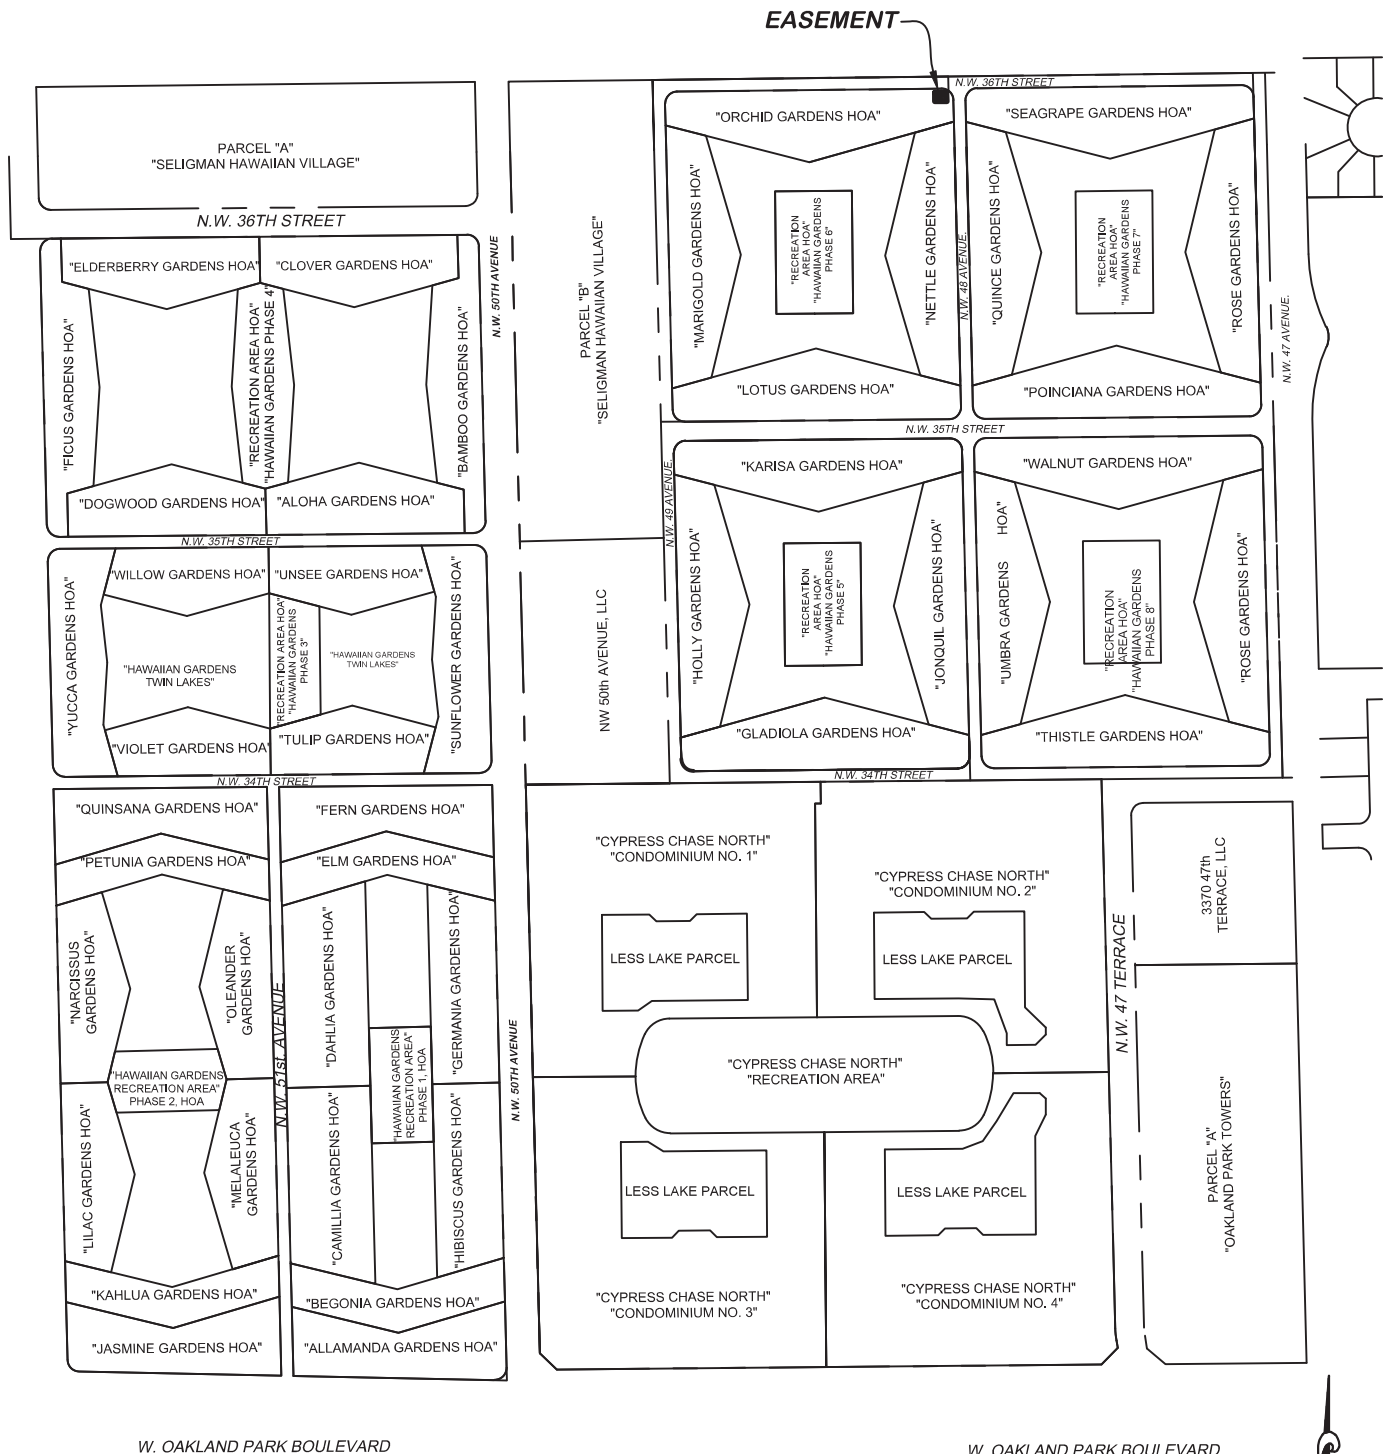 EASEMENT
N.W. 36TH STREET
"ORCHID GARDENS HOA"
"SEAGRAPE GARDENS HOA"
PARCEL "A"
"SELIGMAN HAWAIIAN VILLAGE"
N.W. 36TH STREET
N.W. 50TH AVENUE
PARCEL "B"
"SELIGMAN HAWAIIAN VILLAGE"
"MARIGOLD GARDENS HOA"
"RECREATION
AREA HOA"
"HAWAIIAN GARDENS
PHASE 6"
"NETTLE GARDENS HOA"
N.W. 48 AVENUE.
"QUINCE GARDENS HOA"
"RECREATION
AREA HOA"
"HAWAIIAN GARDENS
PHASE 7"
"ROSE GARDENS HOA"
N.W. 47 AVENUE.
"ELDERBERRY GARDENS HOA"
"CLOVER GARDENS HOA"
"FICUS GARDENS HOA"
"RECREATION AREA HOA"
"HAWAIIAN GARDENS PHASE 4"
"BAMBOO GARDENS HOA"
"LOTUS GARDENS HOA"
"POINCIANA GARDENS HOA"
N.W. 35TH STREET
"DOGWOOD GARDENS HOA"
"ALOHA GARDENS HOA"
N.W. 35TH STREET
N.W. 49 AVENUE.
"KARISA GARDENS HOA"
"WALNUT GARDENS HOA"
"HOLLY GARDENS HOA"
"RECREATION
AREA HOA"
"HAWAIIAN GARDENS
PHASE 5"
"JONQUIL GARDENS HOA"
"UMBRA GARDENS HOA"
"RECREATION
AREA HOA"
"HAWAIIAN GARDENS
PHASE 8"
"ROSE GARDENS HOA"
"YUCCA GARDENS HOA"
"WILLOW GARDENS HOA"
"UNSEE GARDENS HOA"
"SUNFLOWER GARDENS HOA"
"HAWAIIAN GARDENS
TWIN LAKES"
"RECREATION AREA HOA"
"HAWAIIAN GARDENS
PHASE 3"
"HAWAIIAN GARDENS
TWIN LAKES"
NW 50th AVENUE, LLC
"VIOLET GARDENS HOA"
"TULIP GARDENS HOA"
"GLADIOLA GARDENS HOA"
"THISTLE GARDENS HOA"
N.W. 34TH STREET
N.W. 34TH STREET
"QUINSANA GARDENS HOA"
"FERN GARDENS HOA"
"PETUNIA GARDENS HOA"
"ELM GARDENS HOA"
"CYPRESS CHASE NORTH"
"CONDOMINIUM NO. 1"
"CYPRESS CHASE NORTH"
"CONDOMINIUM NO. 2"
3370 47th
TERRACE, LLC
"NARCISSUS
GARDENS HOA"
"OLEANDER
GARDENS HOA"
N.W. 51st. AVENUE
"DAHLIA GARDENS HOA"
"GERMANIA GARDENS HOA"
LESS LAKE PARCEL
LESS LAKE PARCEL
N.W. 47 TERRACE
N.W. 50TH AVENUE
"HAWAIIAN GARDENS
RECREATION AREA"
PHASE 2, HOA
"HAWAIIAN GARDENS
RECREATION AREA"
PHASE 1, HOA
"CYPRESS CHASE NORTH"
"RECREATION AREA"
"LILAC GARDENS HOA"
"MELALEUCA
GARDENS HOA"
"CAMILLIA GARDENS HOA"
"HIBISCUS GARDENS HOA"
LESS LAKE PARCEL
LESS LAKE PARCEL
PARCEL "A"
"OAKLAND PARK TOWERS"
"KAHLUA GARDENS HOA"
"BEGONIA GARDENS HOA"
"CYPRESS CHASE NORTH"
"CONDOMINIUM NO. 3"
"CYPRESS CHASE NORTH"
"CONDOMINIUM NO. 4"
"JASMINE GARDENS HOA"
"ALLAMANDA GARDENS HOA"
W. OAKLAND PARK BOULEVARD
W. OAKLAND PARK BOULEVARD